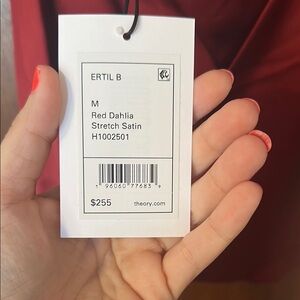 ERTIL B
M
Red Dahlia
Stretch Satin
H1002501
1 96060 77683 9
$255 theory.com